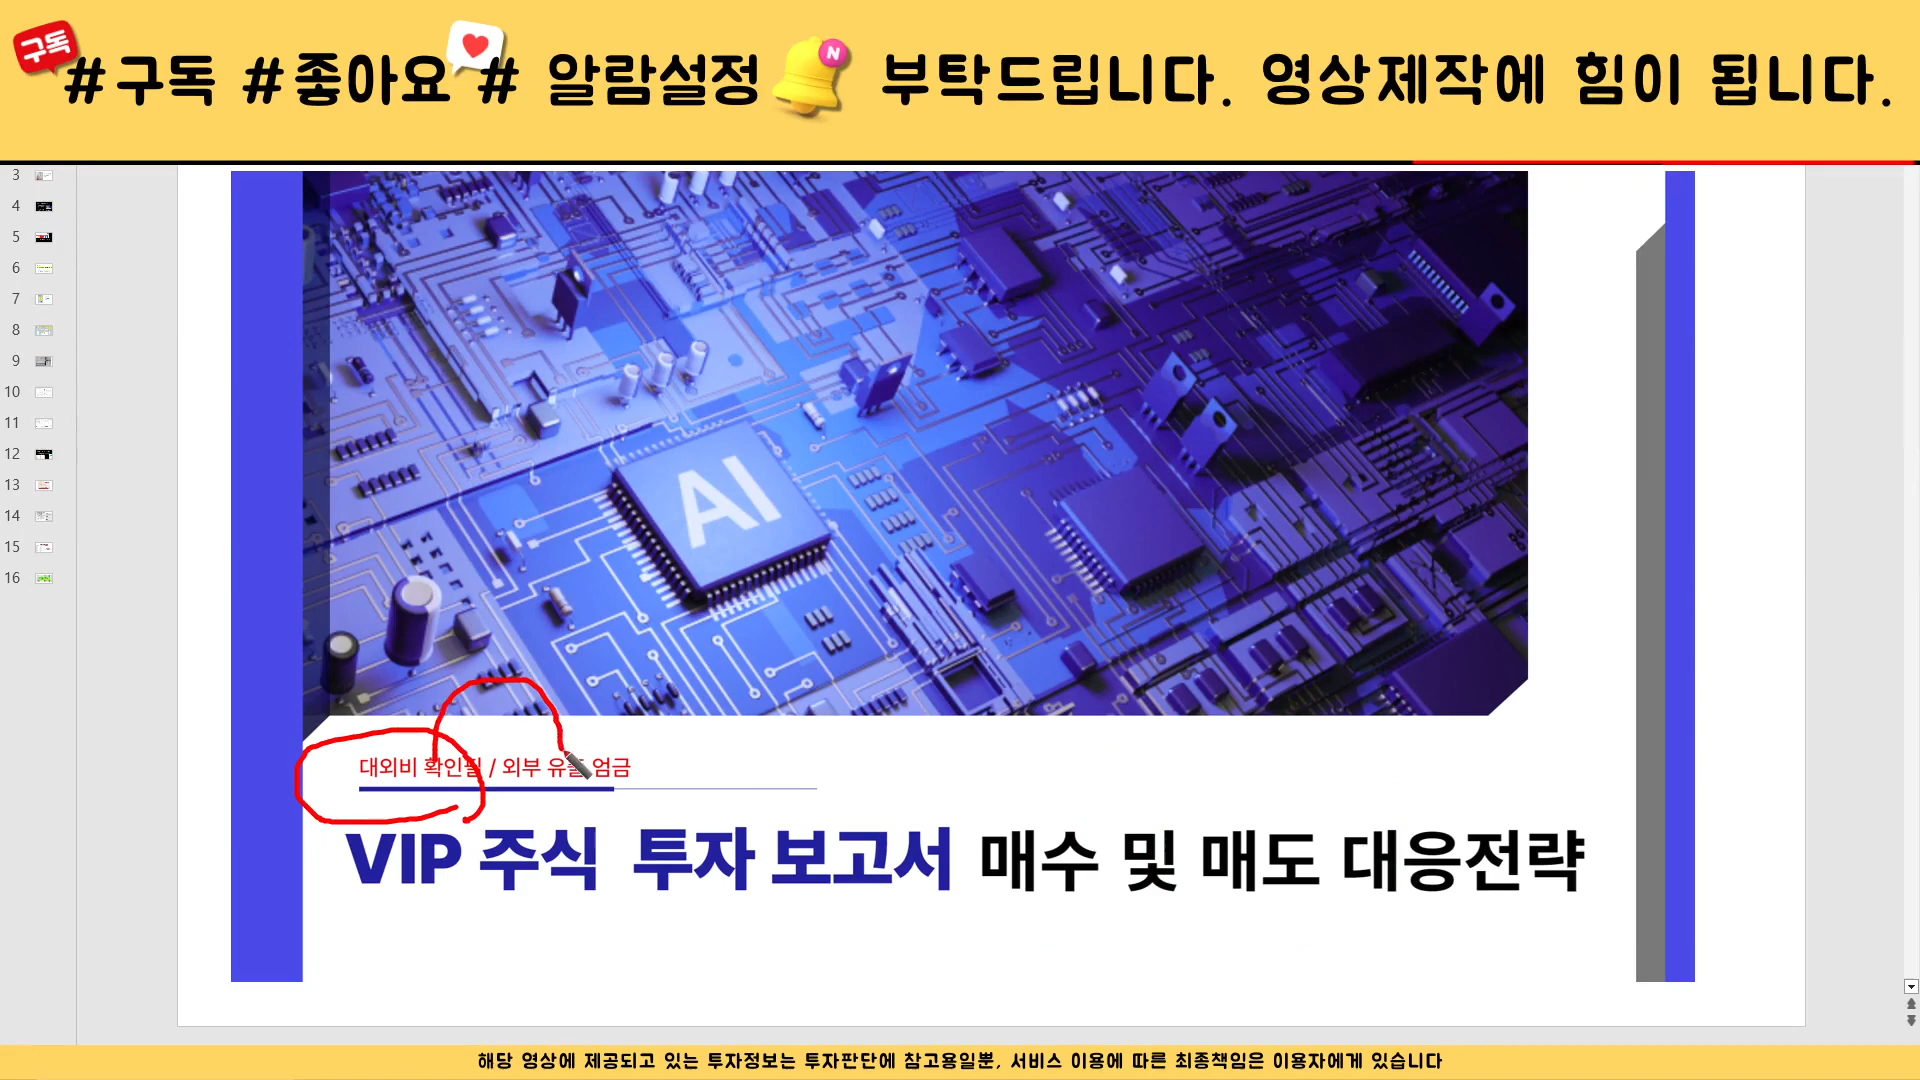 구독
N
#구독 #좋아요 # 알람설정 부탁드립니다. 영상제작에 힘이 됩니다.
3
4
5
6
7
8
9
10
11
12
13
14
15
16
AI
대외비 확인필 / 외부 유출 엄금
VIP 주식 투자 보고서 매수 및 매도 대응전략
해당 영상에 제공되고 있는 투자정보는 투자판단에 참고용일뿐, 서비스 이용에 따른 최종책임은 이용자에게 있습니다